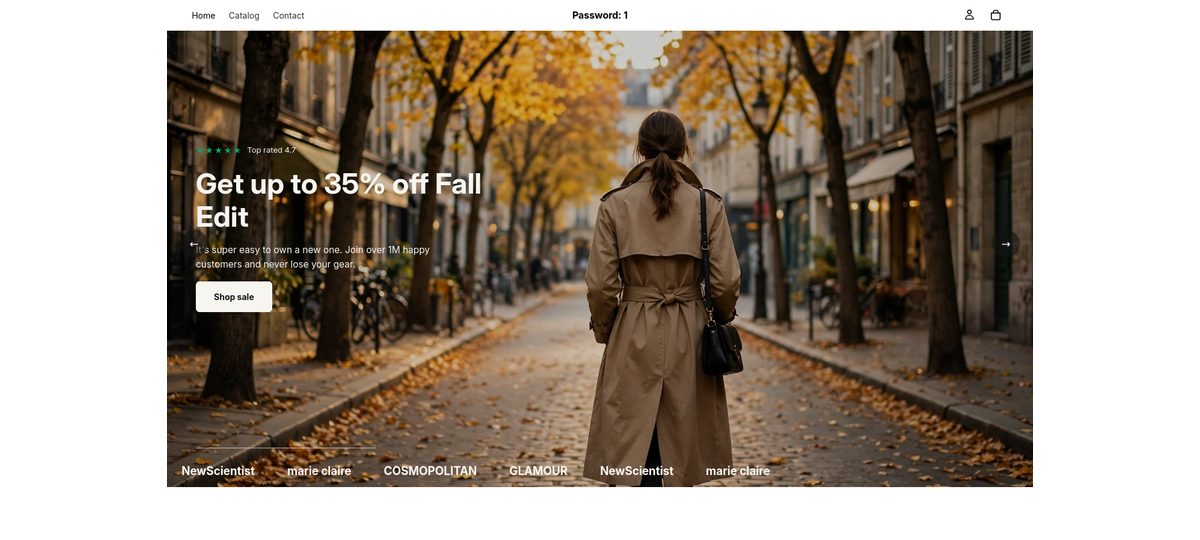 Home Catalog Contact
Password: 1
★★★★★ Top rated 4.7
Get up to 35% off Fall
Edit
It's super easy to own a new one. Join over 1M happy
customers and never lose your gear.
Shop sale
NewScientist marie claire COSMOPOLITAN GLAMOUR NewScientist marie claire